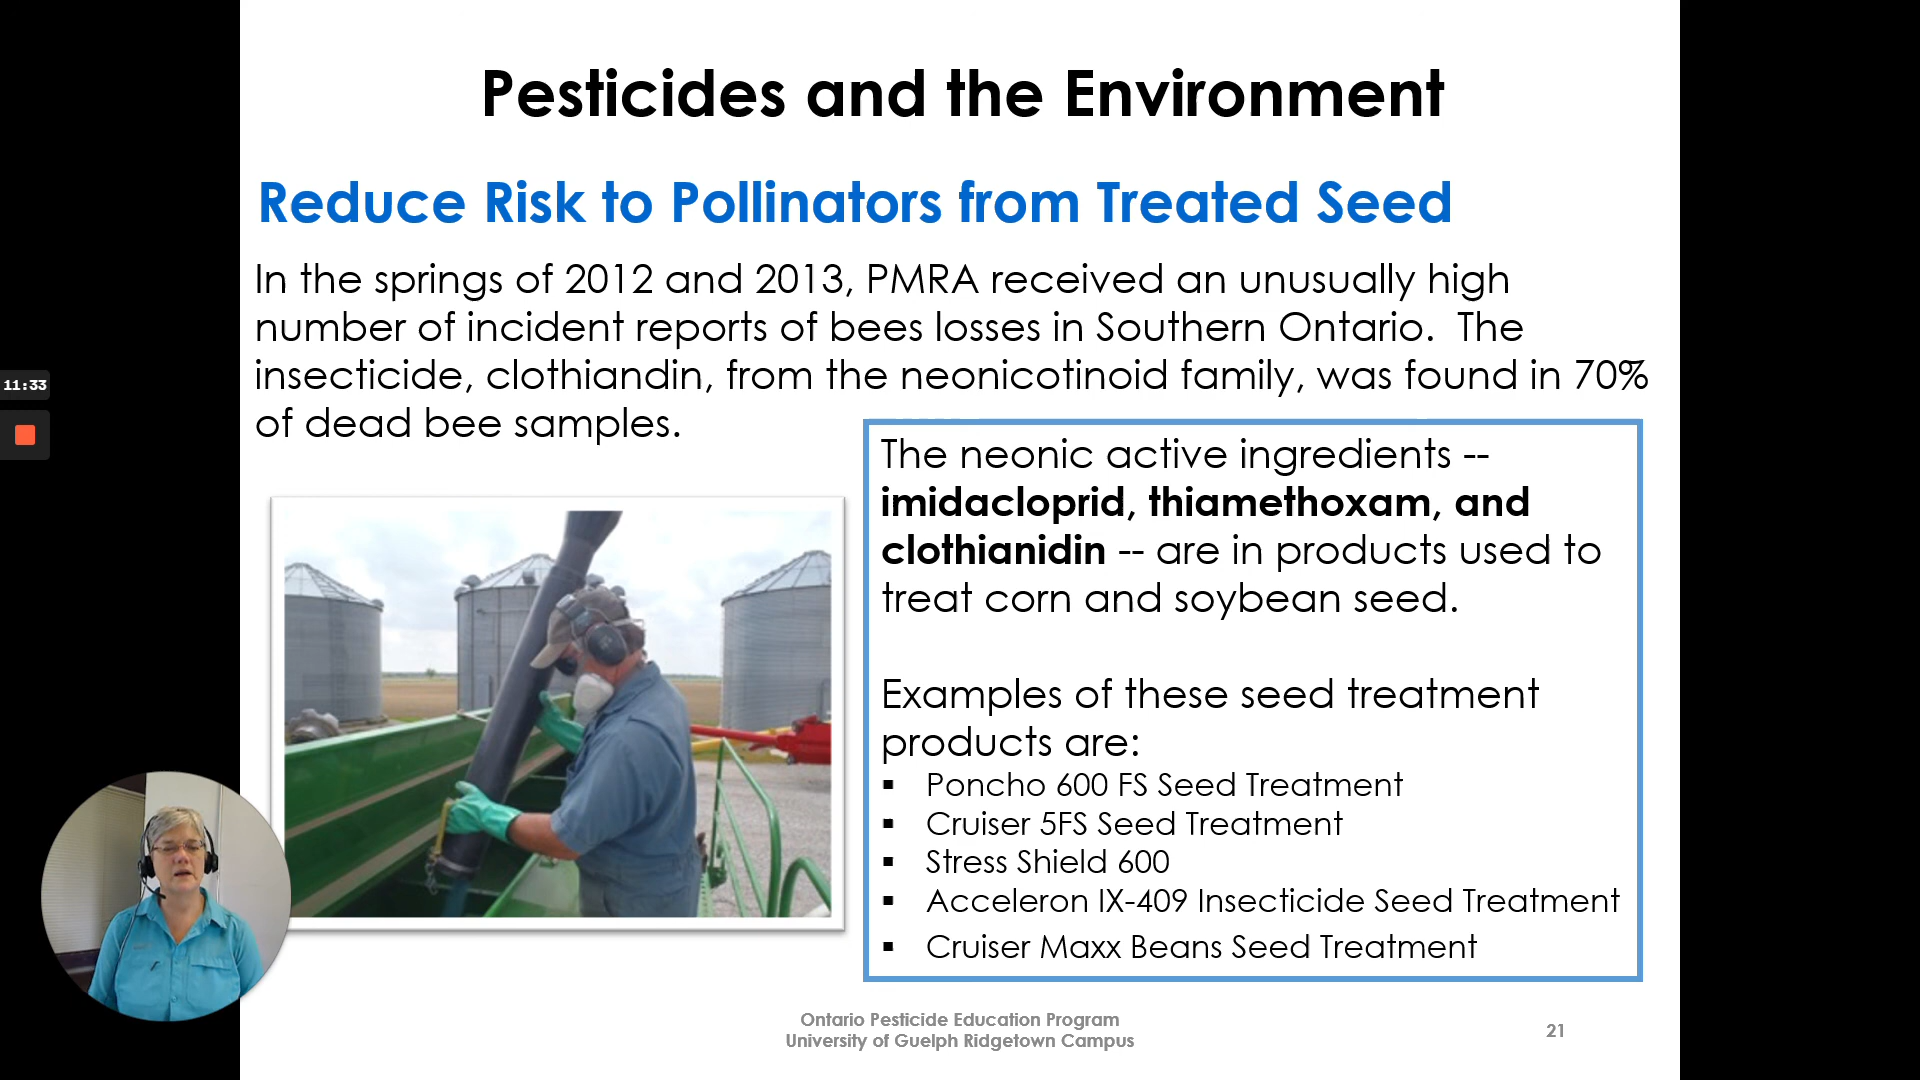 Pesticides and the Environment
Reduce Risk to Pollinators from Treated Seed
In the springs of 2012 and 2013, PMRA received an unusually high
number of incident reports of bees losses in Southern Ontario.  The
insecticide, clothiandin, from the neonicotinoid family, was found in 70%
of dead bee samples.
11:33
The neonic active ingredients --
imidacloprid, thiamethoxam, and
clothianidin -- are in products used to
treat corn and soybean seed.
Examples of these seed treatment
products are:
▪ Poncho 600 FS Seed Treatment
▪ Cruiser 5FS Seed Treatment
▪ Stress Shield 600
▪ Acceleron IX-409 Insecticide Seed Treatment
▪ Cruiser Maxx Beans Seed Treatment
Ontario Pesticide Education Program
University of Guelph Ridgetown Campus
21